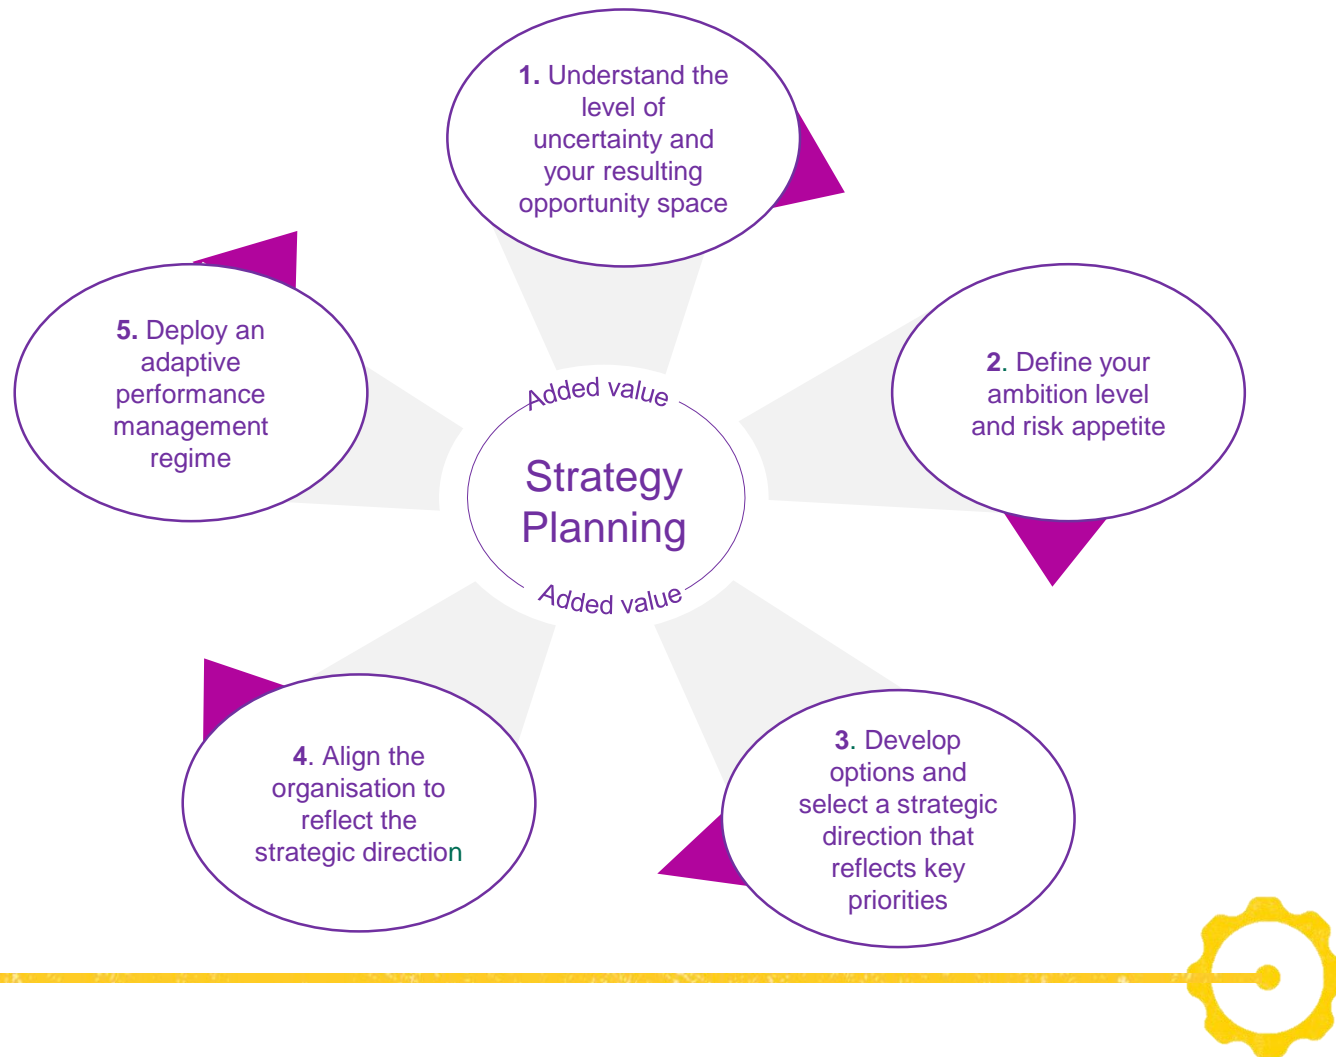 1. Understand the
level of
uncertainty and
your resulting
opportunity space
2. Define your
ambition level
and risk appetite
3. Develop
options and
select a strategic
direction that
reflects key
priorities
4. Align the
organisation to
reflect the
strategic direction
5. Deploy an
adaptive
performance
management
regime
Added value
Strategy
Planning
Added value